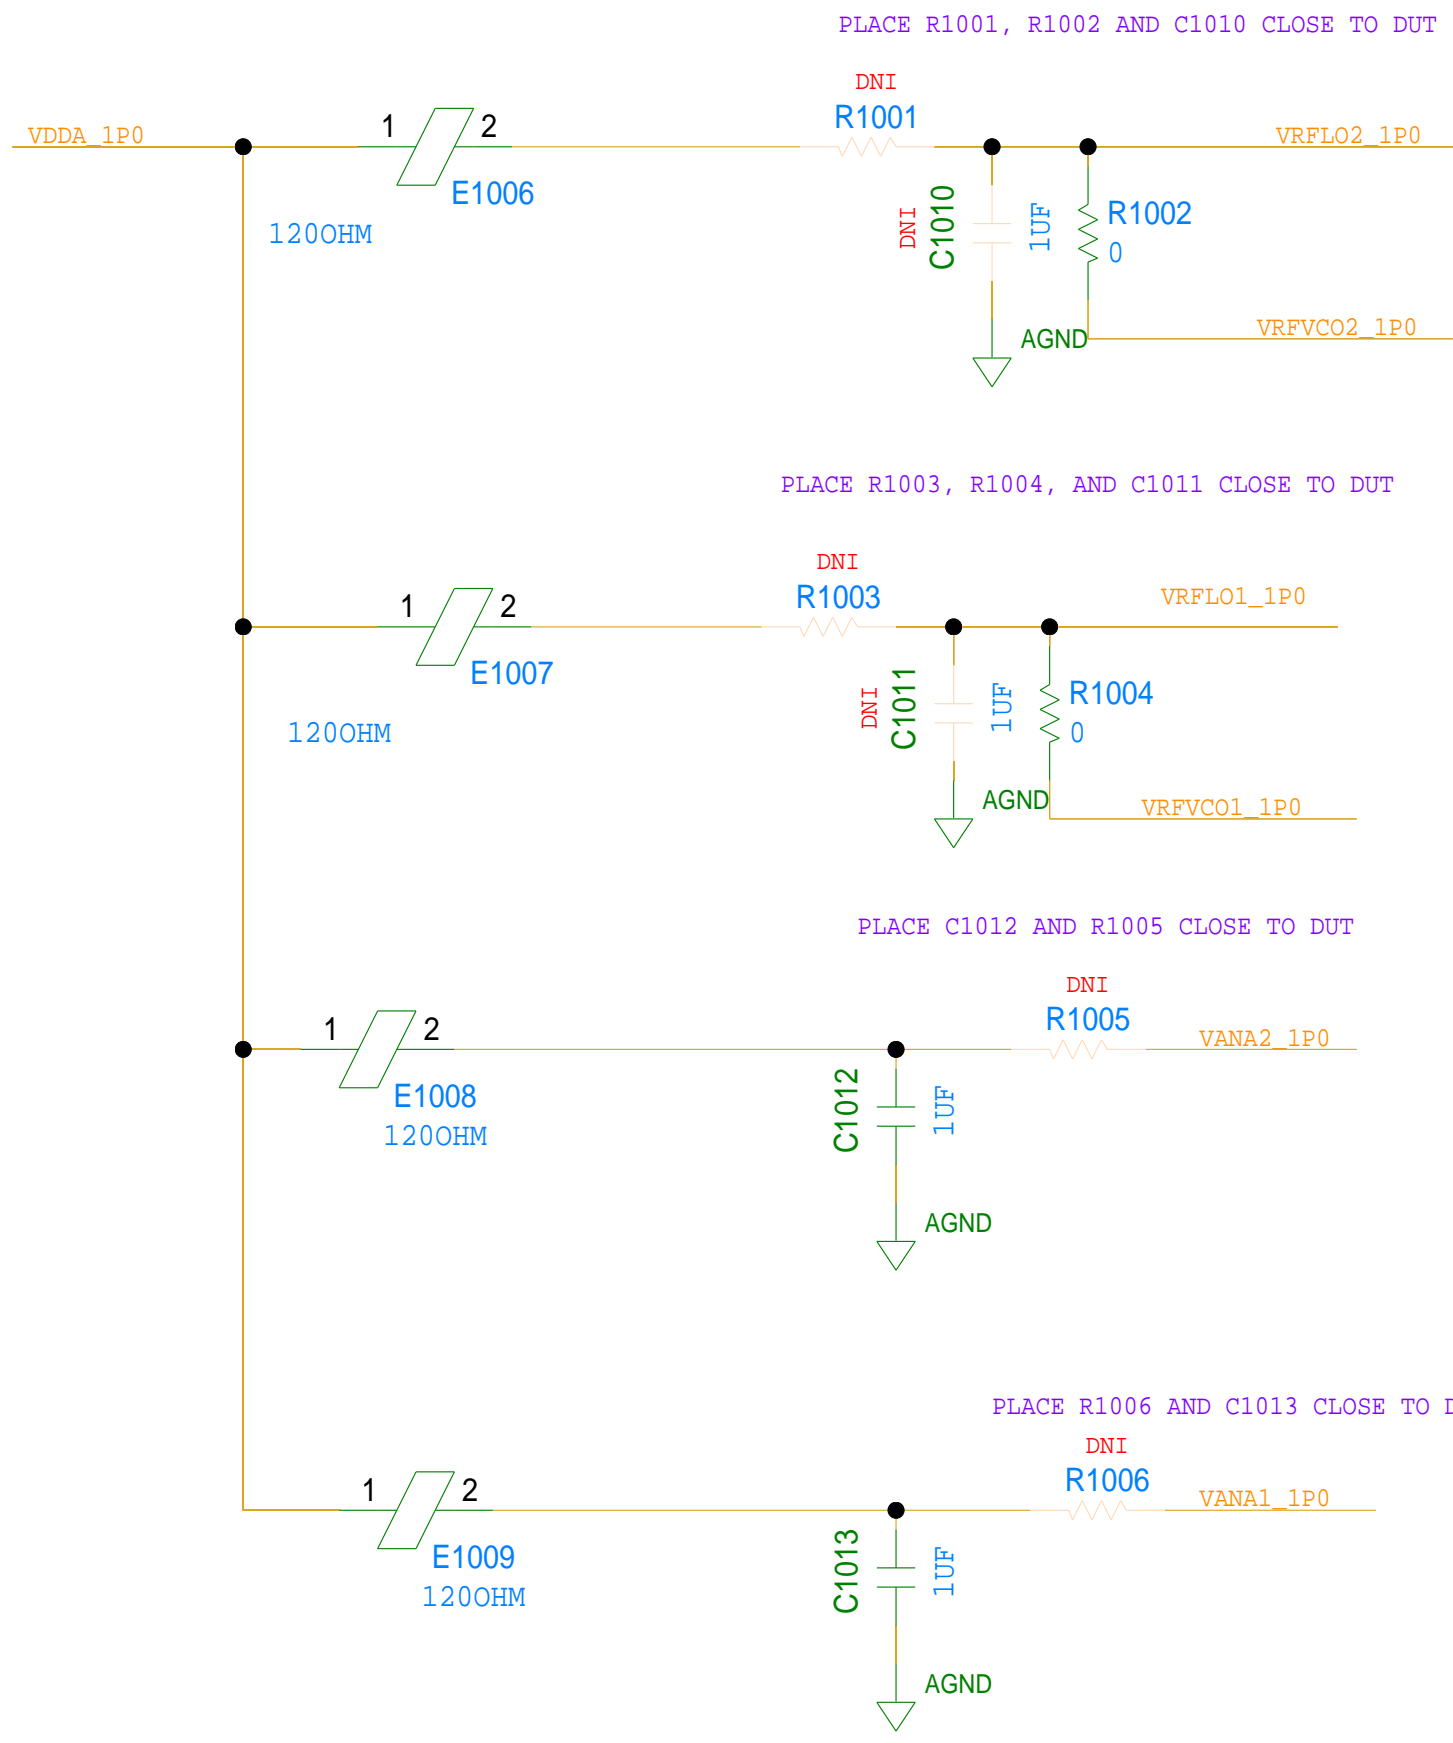 PLACE R1001, R1002 AND C1010 CLOSE TO DUT
DNI
R1001
VDDA_1P0
1
2
E1006
120OHM
VRFLO2_1P0
DNI
C1010
1UF
R1002
0
AGND
VRFVCO2_1P0
PLACE R1003, R1004, AND C1011 CLOSE TO DUT
DNI
R1003
1
2
E1007
120OHM
VRFLO1_1P0
DNI
C1011
1UF
R1004
0
AGND
VRFVCO1_1P0
PLACE C1012 AND R1005 CLOSE TO DUT
DNI
R1005
1
2
E1008
120OHM
VANA2_1P0
C1012
1UF
AGND
PLACE R1006 AND C1013 CLOSE TO D
DNI
R1006
1
2
E1009
120OHM
VANA1_1P0
C1013
1UF
AGND